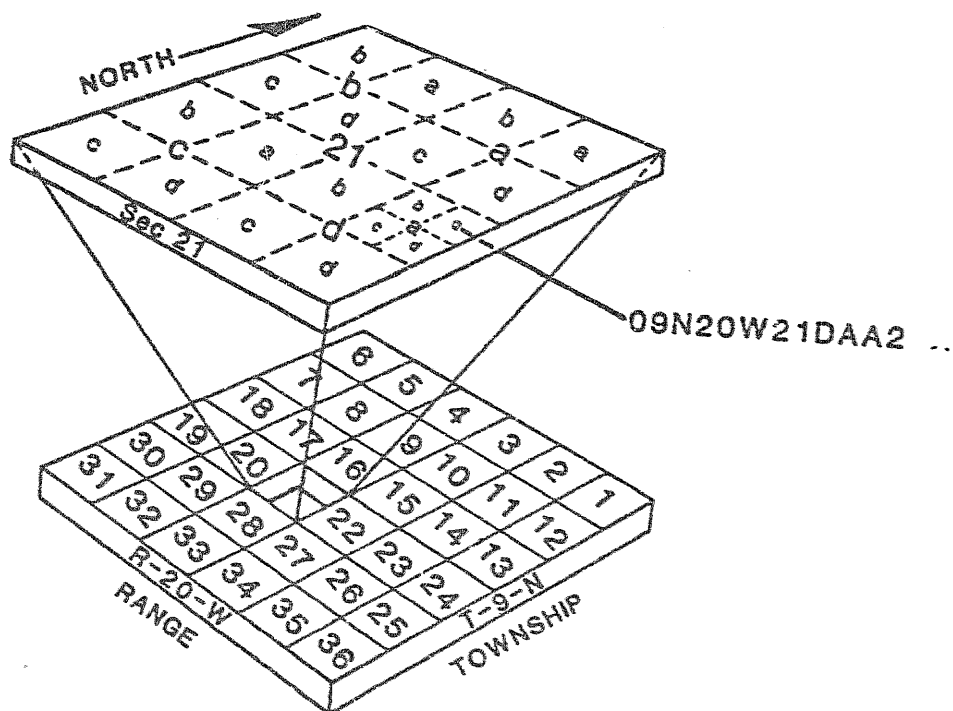 NORTH
b
c b a
b d b
c c e 21 c a a
d b d
b
c d c a a
d
d
Sec 21
09N20W21DAA2 ..
6
7 5
18 8 4
19 17 9 3
30 20 16 10 2
31 29 15 11 1
32 28 22 14 12
33 27 23 13
34 26 24
35 25
36
R-20-W
RANGE
T-9-N
TOWNSHIP